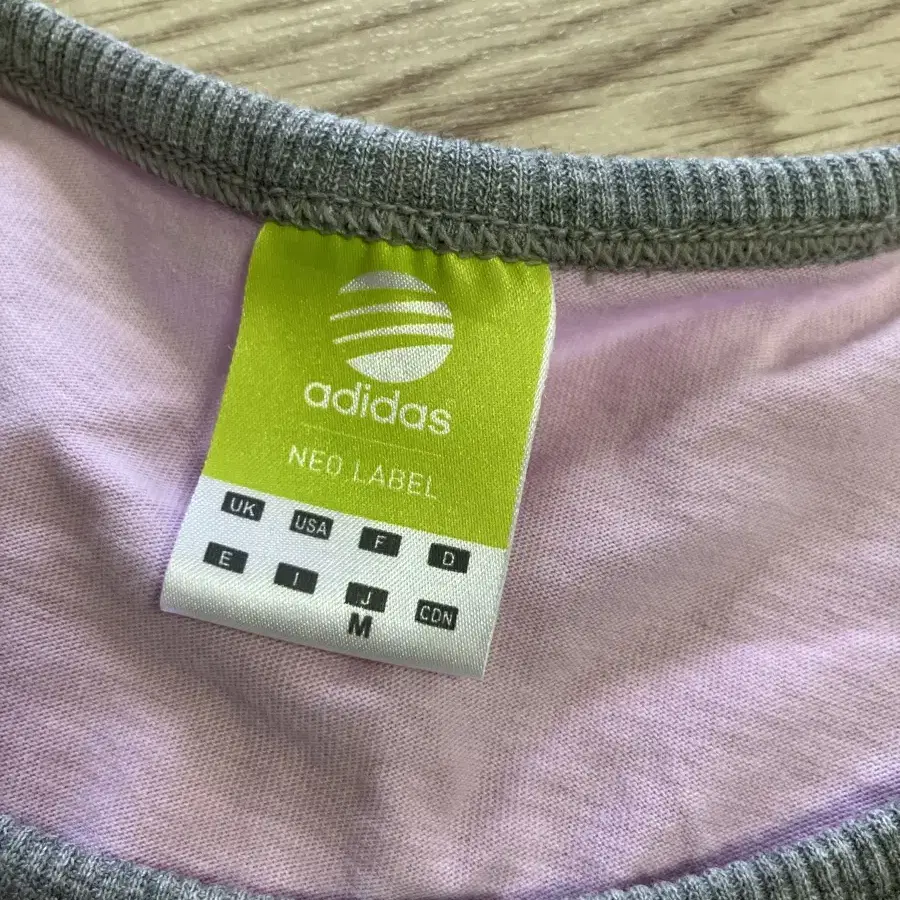 adidas
NEO LABEL
UK USA F D
E I J CDN
M